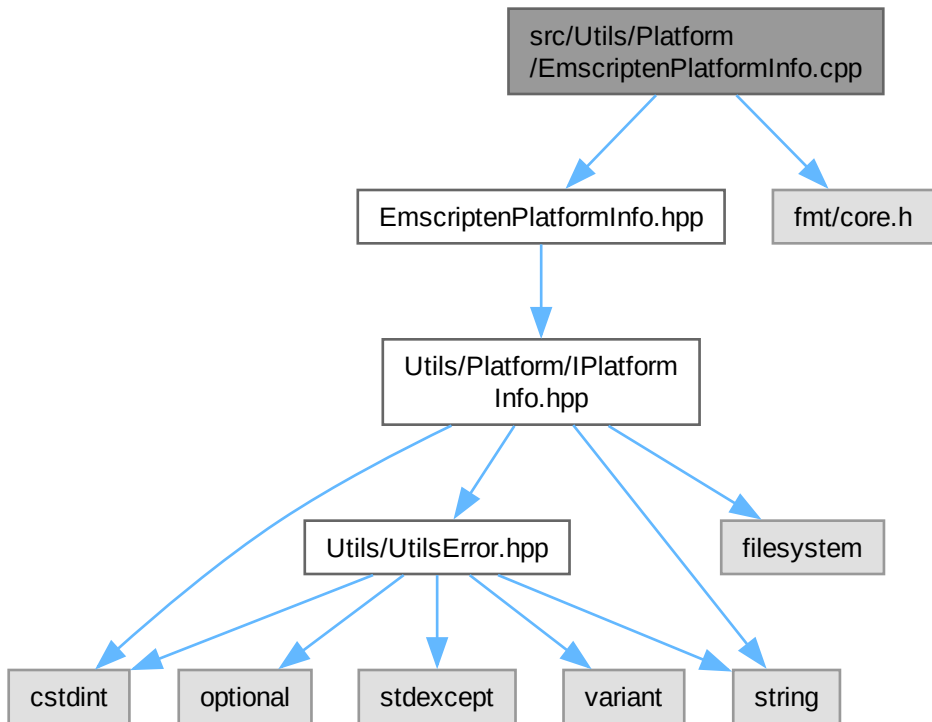 src/Utils/Platform
/EmscriptenPlatformInfo.cpp
EmscriptenPlatformInfo.hpp
fmt/core.h
Utils/Platform/IPlatform
Info.hpp
Utils/UtilsError.hpp
filesystem
cstdint
optional
stdexcept
variant
string